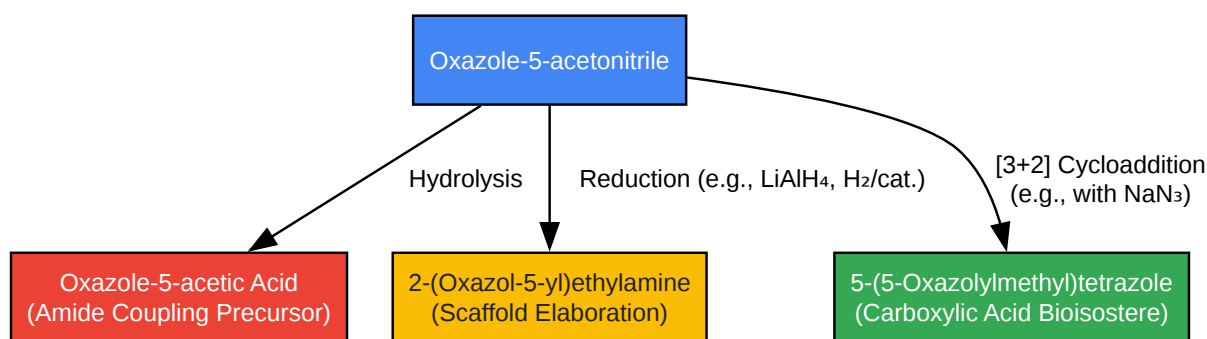 Oxazole-5-acetonitrile
Hydrolysis
Reduction (e.g., LiAlH₄, H₂/cat.)
[3+2] Cycloaddition
(e.g., with NaN₃)
Oxazole-5-acetic Acid
(Amide Coupling Precursor)
2-(Oxazol-5-yl)ethylamine
(Scaffold Elaboration)
5-(5-Oxazolylmethyl)tetrazole
(Carboxylic Acid Bioisostere)